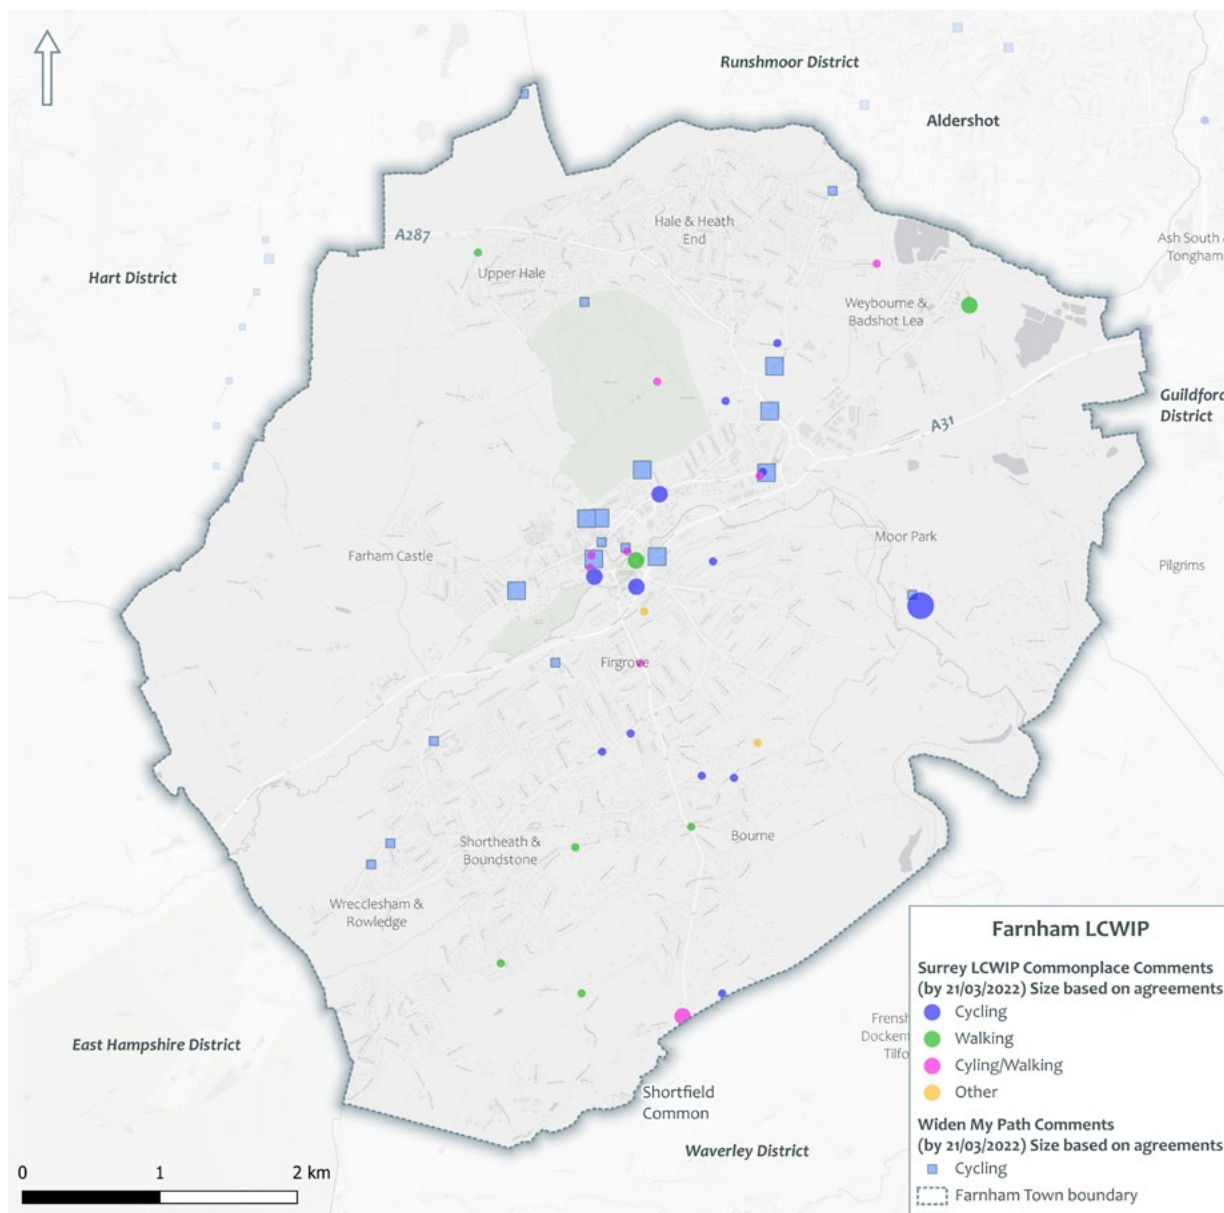 Runshmoor District
Aldershot
Hale & Heath
End
A287
Ash South &
Tongham
Hart District
Upper Hale
Weybourne &
Badshot Lea
Guildford
District
A31
Moor Park
Farham Castle
Pilgrims
Firgrove
Shortheath &
Boundstone
Bourne
Wrecclesham &
Rowledge
Frensh
Dockenf
Tilfo
East Hampshire District
Shortfield
Common
Waverley District
0 1 2 km
Farnham LCWIP
Surrey LCWIP Commonplace Comments
(by 21/03/2022) Size based on agreements
Cycling
Walking
Cyling/Walking
Other
Widen My Path Comments
(by 21/03/2022) Size based on agreements
Cycling
Farnham Town boundary